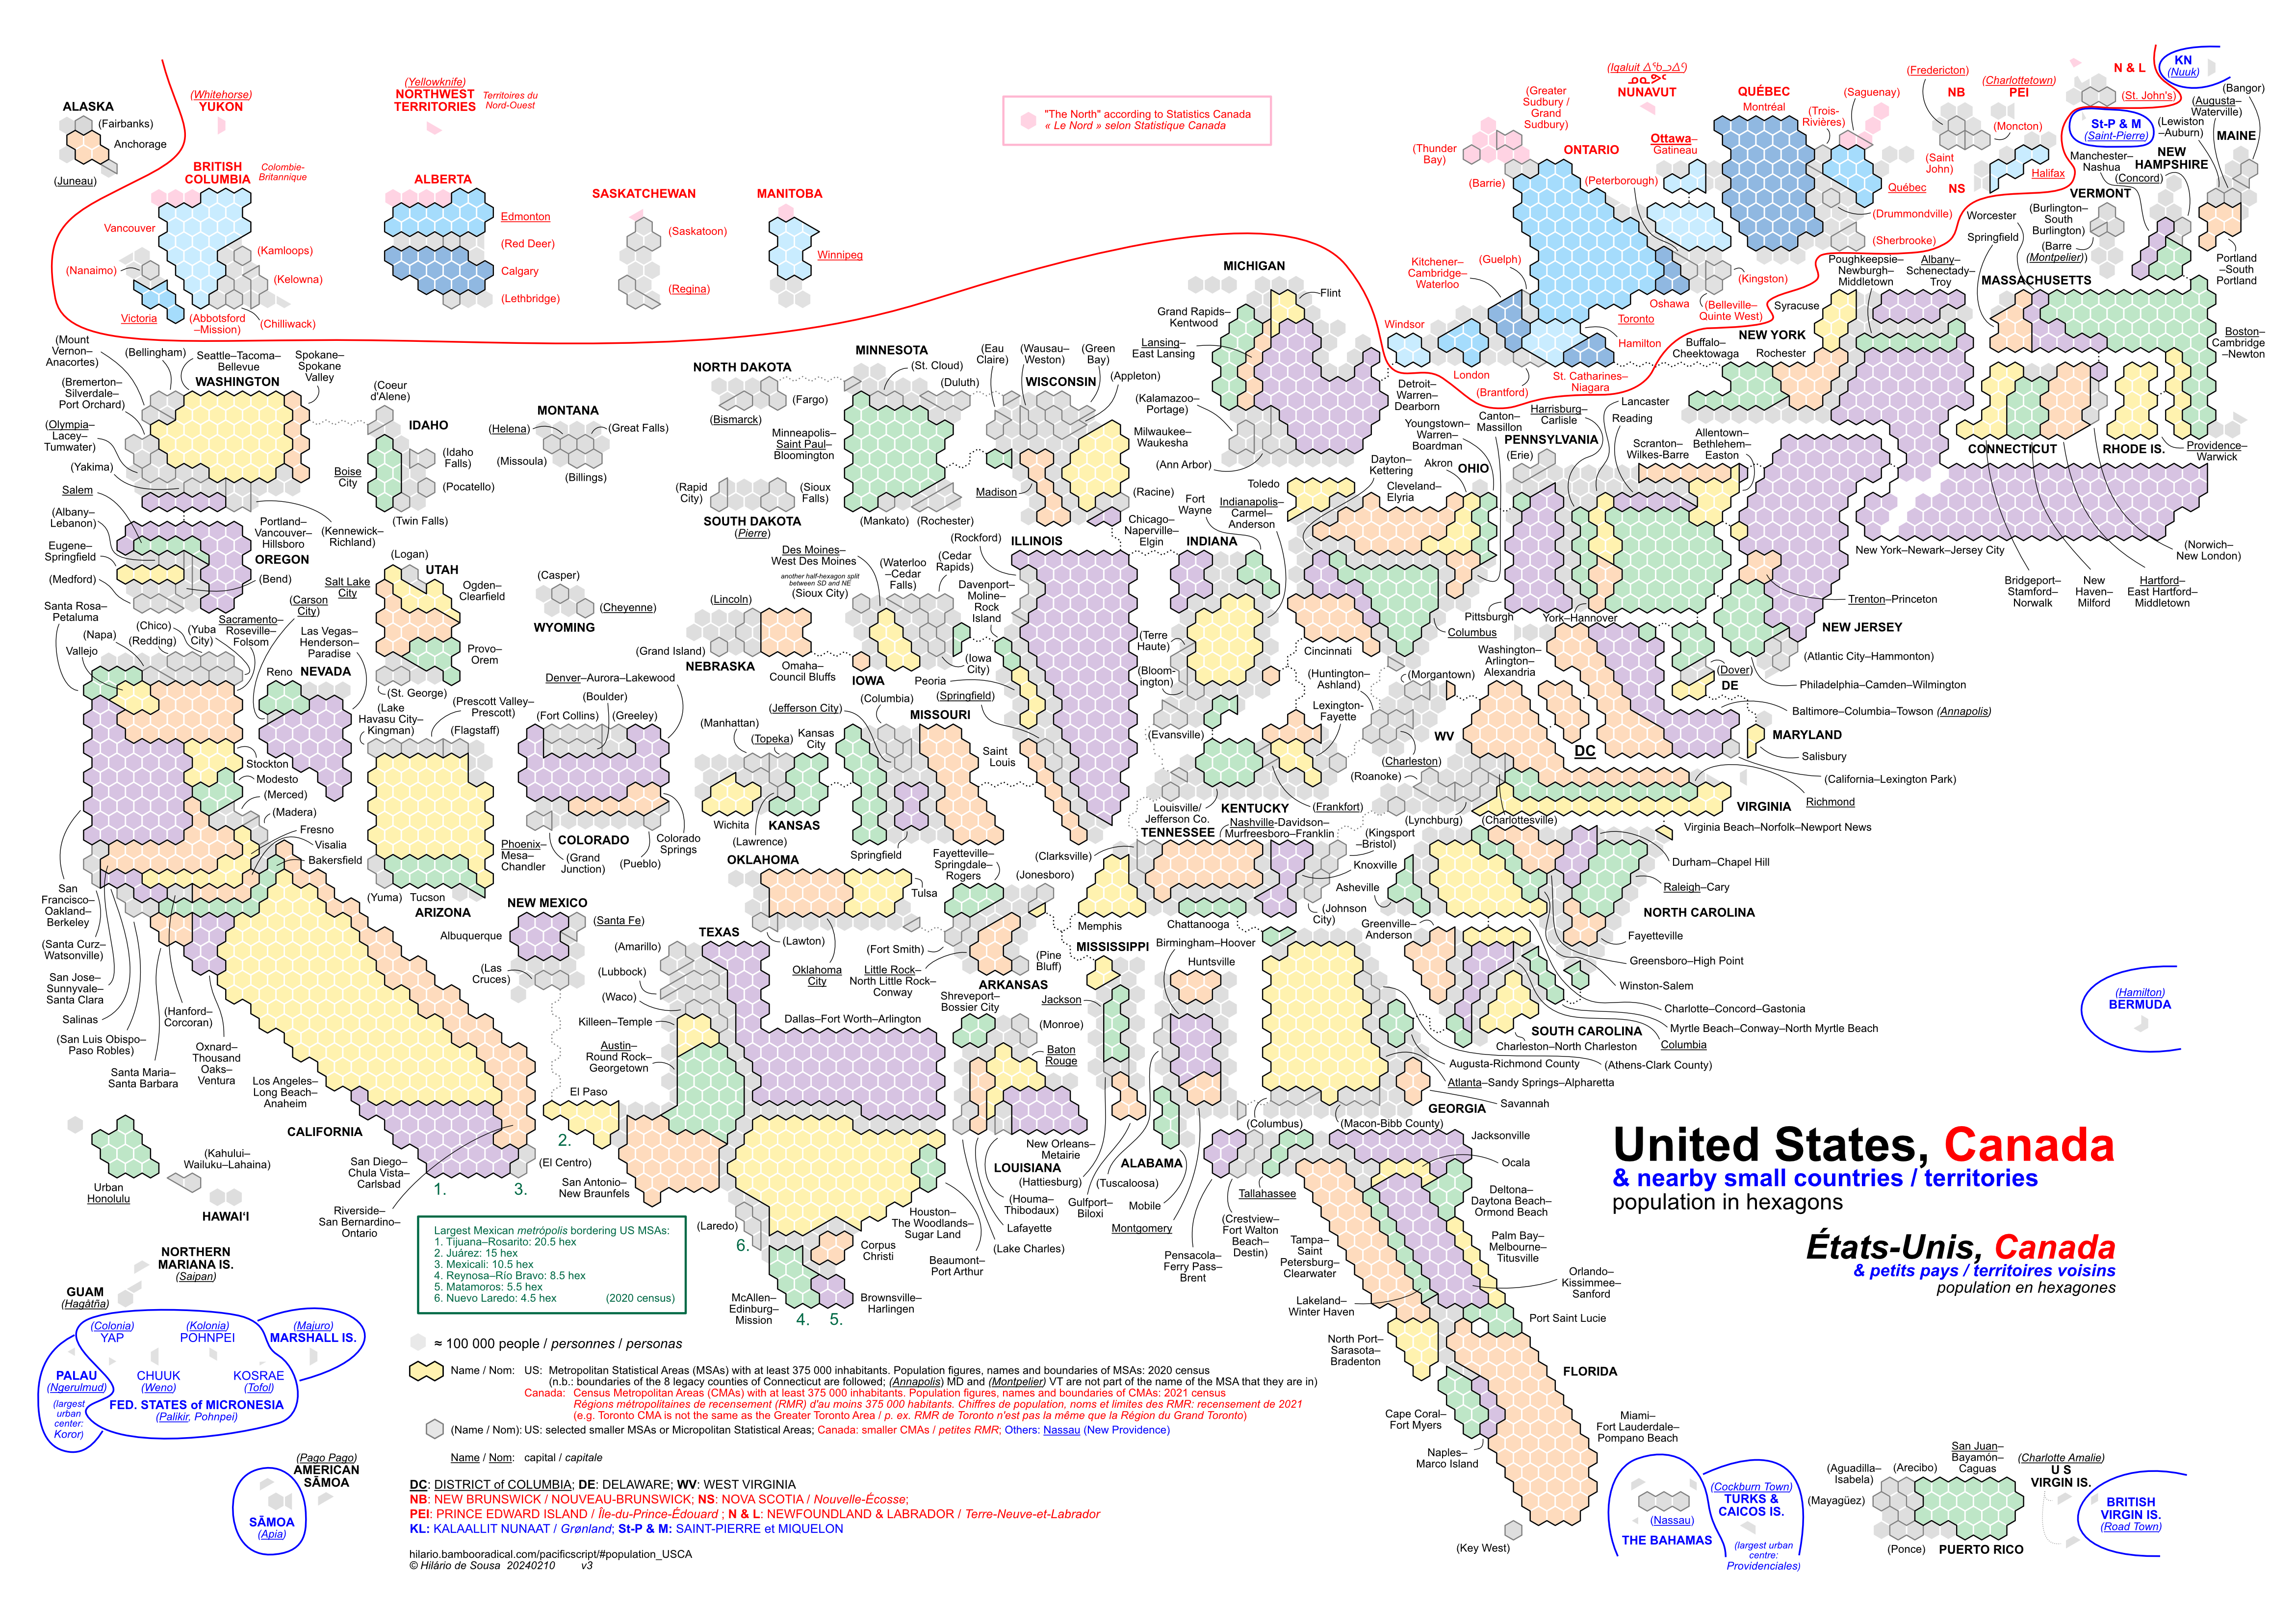 ALASKA
(Fairbanks)
Anchorage
(Juneau)
(Whitehorse)
YUKON
(Yellowknife)
NORTHWEST
TERRITORIES
Territoires du
Nord-Ouest
BRITISH
COLUMBIA
Colombie-
Britannique
Vancouver
(Nanaimo)
Victoria
(Abbotsford
–Mission)
(Kamloops)
(Kelowna)
(Chilliwack)
ALBERTA
Edmonton
(Red Deer)
Calgary
(Lethbridge)
SASKATCHEWAN
(Saskatoon)
(Regina)
MANITOBA
Winnipeg
"The North" according to Statistics Canada
« Le Nord » selon Statistique Canada
(Greater
Sudbury /
Grand
Sudbury)
(Thunder
Bay)
(Barrie)
ONTARIO
(Iqaluit ᐃᖃᓗᐃᑦ)
ᓄᓇᕗᑦ
NUNAVUT
Ottawa–
Gatineau
(Peterborough)
Kitchener–
Cambridge–
Waterloo
(Guelph)
Windsor
London
(Brantford)
St. Catharines–
Niagara
Hamilton
Toronto
Oshawa
(Belleville–
Quinte West)
(Kingston)
QUÉBEC
Montréal
(Trois-
Rivières)
(Saguenay)
Québec
(Drummondville)
(Sherbrooke)
(Fredericton)
NB
(Moncton)
(Saint
John)
(Charlottetown)
PEI
NS
Halifax
N & L
(St. John's)
KN
(Nuuk)
St-P & M
(Saint-Pierre)
(Bangor)
(Augusta–
Waterville)
(Lewiston
–Auburn)
MAINE
Portland
–South
Portland
Manchester–
Nashua
NEW
HAMPSHIRE
(Concord)
VERMONT
(Burlington–
South
Burlington)
(Barre
(Montpelier))
Worcester
Springfield
MASSACHUSETTS
Boston–
Cambridge
–Newton
Poughkeepsie–
Newburgh–
Middletown
Albany–
Schenectady–
Troy
Syracuse
NEW YORK
Rochester
Buffalo–
Cheektowaga
CONNECTICUT
RHODE IS.
Providence–
Warwick
(Norwich–
New London)
New York–Newark–Jersey City
Bridgeport–
Stamford–
Norwalk
New
Haven–
Milford
Hartford–
East Hartford–
Middletown
(Mount
Vernon–
Anacortes)
(Bellingham)
Seattle–Tacoma–
Bellevue
Spokane–
Spokane
Valley
WASHINGTON
(Bremerton–
Silverdale–
Port Orchard)
(Olympia–
Lacey–
Tumwater)
(Yakima)
Salem
(Albany–
Lebanon)
Eugene–
Springfield
(Medford)
Portland–
Vancouver–
Hillsboro
OREGON
(Bend)
(Kennewick–
Richland)
(Coeur
d'Alene)
IDAHO
(Idaho
Falls)
Boise
City
(Pocatello)
(Twin Falls)
MONTANA
(Helena)
(Great Falls)
(Missoula)
(Billings)
NORTH DAKOTA
(Fargo)
(Bismarck)
(Rapid
City)
(Sioux
Falls)
SOUTH DAKOTA
(Pierre)
MINNESOTA
(St. Cloud)
(Duluth)
Minneapolis–
Saint Paul–
Bloomington
(Mankato)
(Rochester)
(Eau
Claire)
(Wausau–
Weston)
(Green
Bay)
WISCONSIN
(Appleton)
Milwaukee–
Waukesha
Madison
(Racine)
MICHIGAN
Flint
Grand Rapids–
Kentwood
Lansing–
East Lansing
(Kalamazoo–
Portage)
(Ann Arbor)
Detroit–
Warren–
Dearborn
Chicago–
Naperville–
Elgin
(Rockford)
ILLINOIS
Davenport–
Moline–
Rock
Island
Peoria
(Springfield)
Fort
Wayne
Indianapolis–
Carmel–
Anderson
INDIANA
(Terre
Haute)
(Bloom-
ington)
(Evansville)
Toledo
Dayton–
Kettering
Cleveland–
Elyria
Akron
OHIO
Youngstown–
Warren–
Boardman
Canton–
Massillon
Columbus
Cincinnati
Harrisburg–
Carlisle
Lancaster
Reading
PENNSYLVANIA
(Erie)
Scranton–
Wilkes-Barre
Allentown–
Bethlehem–
Easton
Pittsburgh
York–Hannover
Trenton–Princeton
NEW JERSEY
(Atlantic City–Hammonton)
Philadelphia–Camden–Wilmington
(Dover)
DE
Baltimore–Columbia–Towson (Annapolis)
MARYLAND
Salisbury
(California–Lexington Park)
Washington–
Arlington–
Alexandria
DC
(Huntington–
Ashland)
(Morgantown)
WV
(Charleston)
(Roanoke)
(Lynchburg)
(Charlottesville)
Richmond
VIRGINIA
Virginia Beach–Norfolk–Newport News
Santa Rosa–
Petaluma
(Napa)
Vallejo
(Chico)
(Redding)
(Yuba
City)
Sacramento–
Roseville–
Folsom
(Carson
City)
Las Vegas–
Henderson–
Paradise
Reno
NEVADA
Stockton
Modesto
(Merced)
(Madera)
Fresno
Visalia
Bakersfield
San
Francisco–
Oakland–
Berkeley
(Santa Curz–
Watsonville)
San Jose–
Sunnyvale–
Santa Clara
Salinas
(San Luis Obispo–
Paso Robles)
Santa Maria–
Santa Barbara
(Hanford–
Corcoran)
Oxnard–
Thousand
Oaks–
Ventura
Los Angeles–
Long Beach–
Anaheim
CALIFORNIA
San Diego–
Chula Vista–
Carlsbad
Riverside–
San Bernardino–
Ontario
1.
3.
(El Centro)
(Logan)
UTAH
Salt Lake
City
Ogden–
Clearfield
Provo–
Orem
(St. George)
(Casper)
(Cheyenne)
WYOMING
Denver–Aurora–Lakewood
(Boulder)
(Fort Collins)
(Greeley)
COLORADO
Colorado
Springs
(Grand
Junction)
(Pueblo)
(Lake
Havasu City–
Kingman)
(Prescott Valley–
Prescott)
(Flagstaff)
Phoenix–
Mesa–
Chandler
(Yuma)
Tucson
ARIZONA
NEW MEXICO
(Santa Fe)
Albuquerque
(Las
Cruces)
(Lincoln)
(Grand Island)
NEBRASKA
Omaha–
Council Bluffs
Des Moines–
West Des Moines
another half-hexagon split
between SD and NE
(Sioux City)
(Waterloo
–Cedar
Falls)
(Cedar
Rapids)
(Iowa
City)
IOWA
(Manhattan)
(Topeka)
Kansas
City
Wichita
(Lawrence)
KANSAS
(Jefferson City)
(Columbia)
MISSOURI
Saint
Louis
Springfield
Louisville/
Jefferson Co.
KENTUCKY
Lexington-
Fayette
(Frankfort)
TENNESSEE
Nashville-Davidson–
Murfreesboro–Franklin
(Clarksville)
(Kingsport
–Bristol)
Knoxville
(Johnson
City)
Chattanooga
Memphis
OKLAHOMA
Tulsa
(Lawton)
Oklahoma
City
Fayetteville–
Springdale–
Rogers
(Jonesboro)
(Fort Smith)
Little Rock–
North Little Rock–
Conway
(Pine
Bluff)
ARKANSAS
TEXAS
(Amarillo)
(Lubbock)
(Waco)
Killeen–Temple
Austin–
Round Rock–
Georgetown
Dallas–Fort Worth–Arlington
El Paso
2.
San Antonio–
New Braunfels
(Laredo)
6.
Houston–
The Woodlands–
Sugar Land
Beaumont–
Port Arthur
Corpus
Christi
McAllen–
Edinburg–
Mission
Brownsville–
Harlingen
4.
5.
Shreveport–
Bossier City
(Monroe)
Baton
Rouge
New Orleans–
Metairie
LOUISIANA
(Houma–
Thibodaux)
Lafayette
(Lake Charles)
MISSISSIPPI
Jackson
(Hattiesburg)
Gulfport–
Biloxi
Birmingham–Hoover
Huntsville
ALABAMA
(Tuscaloosa)
Mobile
Montgomery
Asheville
Durham–Chapel Hill
Raleigh–Cary
NORTH CAROLINA
Fayetteville
Greensboro–High Point
Winston-Salem
Charlotte–Concord–Gastonia
Greenville–
Anderson
Myrtle Beach–Conway–North Myrtle Beach
SOUTH CAROLINA
Columbia
Charleston–North Charleston
Augusta-Richmond County
(Athens-Clark County)
Atlanta–Sandy Springs–Alpharetta
Savannah
GEORGIA
(Columbus)
(Macon-Bibb County)
Jacksonville
Ocala
Deltona–
Daytona Beach–
Ormond Beach
Palm Bay–
Melbourne–
Titusville
Orlando–
Kissimmee–
Sanford
Port Saint Lucie
Tallahassee
(Crestview–
Fort Walton
Beach–
Destin)
Pensacola–
Ferry Pass–
Brent
Tampa–
Saint
Petersburg–
Clearwater
Lakeland–
Winter Haven
North Port–
Sarasota–
Bradenton
Cape Coral–
Fort Myers
Naples–
Marco Island
FLORIDA
Miami–
Fort Lauderdale–
Pompano Beach
(Key West)
(Hamilton)
BERMUDA
United States, Canada
& nearby small countries / territories
population in hexagons
États-Unis, Canada
& petits pays / territoires voisins
population en hexagones
Urban
Honolulu
(Kahului–
Wailuku–Lahaina)
HAWAIʻI
NORTHERN
MARIANA IS.
(Saipan)
GUAM
(Hagåtña)
(Colonia)
YAP
(Kolonia)
POHNPEI
(Majuro)
MARSHALL IS.
PALAU
(Ngerulmud)
(largest
urban
center:
Koror)
CHUUK
(Weno)
KOSRAE
(Tofol)
FED. STATES of MICRONESIA
(Palikir, Pohnpei)
(Pago Pago)
AMERICAN
SĀMOA
SĀMOA
(Apia)
Largest Mexican metrópolis bordering US MSAs:
1. Tijuana–Rosarito: 20.5 hex
2. Juárez: 15 hex
3. Mexicali: 10.5 hex
4. Reynosa–Río Bravo: 8.5 hex
5. Matamoros: 5.5 hex
6. Nuevo Laredo: 4.5 hex (2020 census)
≈ 100 000 people / personnes / personas
Name / Nom: US: Metropolitan Statistical Areas (MSAs) with at least 375 000 inhabitants. Population figures, names and boundaries of MSAs: 2020 census
(n.b.: boundaries of the 8 legacy counties of Connecticut are followed; (Annapolis) MD and (Montpelier) VT are not part of the name of the MSA that they are in)
Canada: Census Metropolitan Areas (CMAs) with at least 375 000 inhabitants. Population figures, names and boundaries of CMAs: 2021 census
Régions métropolitaines de recensement (RMR) d'au moins 375 000 habitants. Chiffres de population, noms et limites des RMR: recensement de 2021
(e.g. Toronto CMA is not the same as the Greater Toronto Area / p. ex. RMR de Toronto n'est pas la même que la Région du Grand Toronto)
(Name / Nom): US: selected smaller MSAs or Micropolitan Statistical Areas; Canada: smaller CMAs / petites RMR; Others: Nassau (New Providence)
Name / Nom: capital / capitale
DC: DISTRICT of COLUMBIA; DE: DELAWARE; WV: WEST VIRGINIA
NB: NEW BRUNSWICK / NOUVEAU-BRUNSWICK; NS: NOVA SCOTIA / Nouvelle-Écosse;
PEI: PRINCE EDWARD ISLAND / Île-du-Prince-Édouard ; N & L: NEWFOUNDLAND & LABRADOR / Terre-Neuve-et-Labrador
KL: KALAALLIT NUNAAT / Grønland; St-P & M: SAINT-PIERRE et MIQUELON
hilario.bambooradical.com/pacificscript/#population_USCA
© Hilário de Sousa 20240210 v3
(Nassau)
THE BAHAMAS
(Cockburn Town)
TURKS &
CAICOS IS.
(largest urban
centre:
Providenciales)
(Aguadilla–
Isabela)
(Arecibo)
San Juan–
Bayamón–
Caguas
(Mayagüez)
(Ponce)
PUERTO RICO
(Charlotte Amalie)
U S
VIRGIN IS.
BRITISH
VIRGIN IS.
(Road Town)